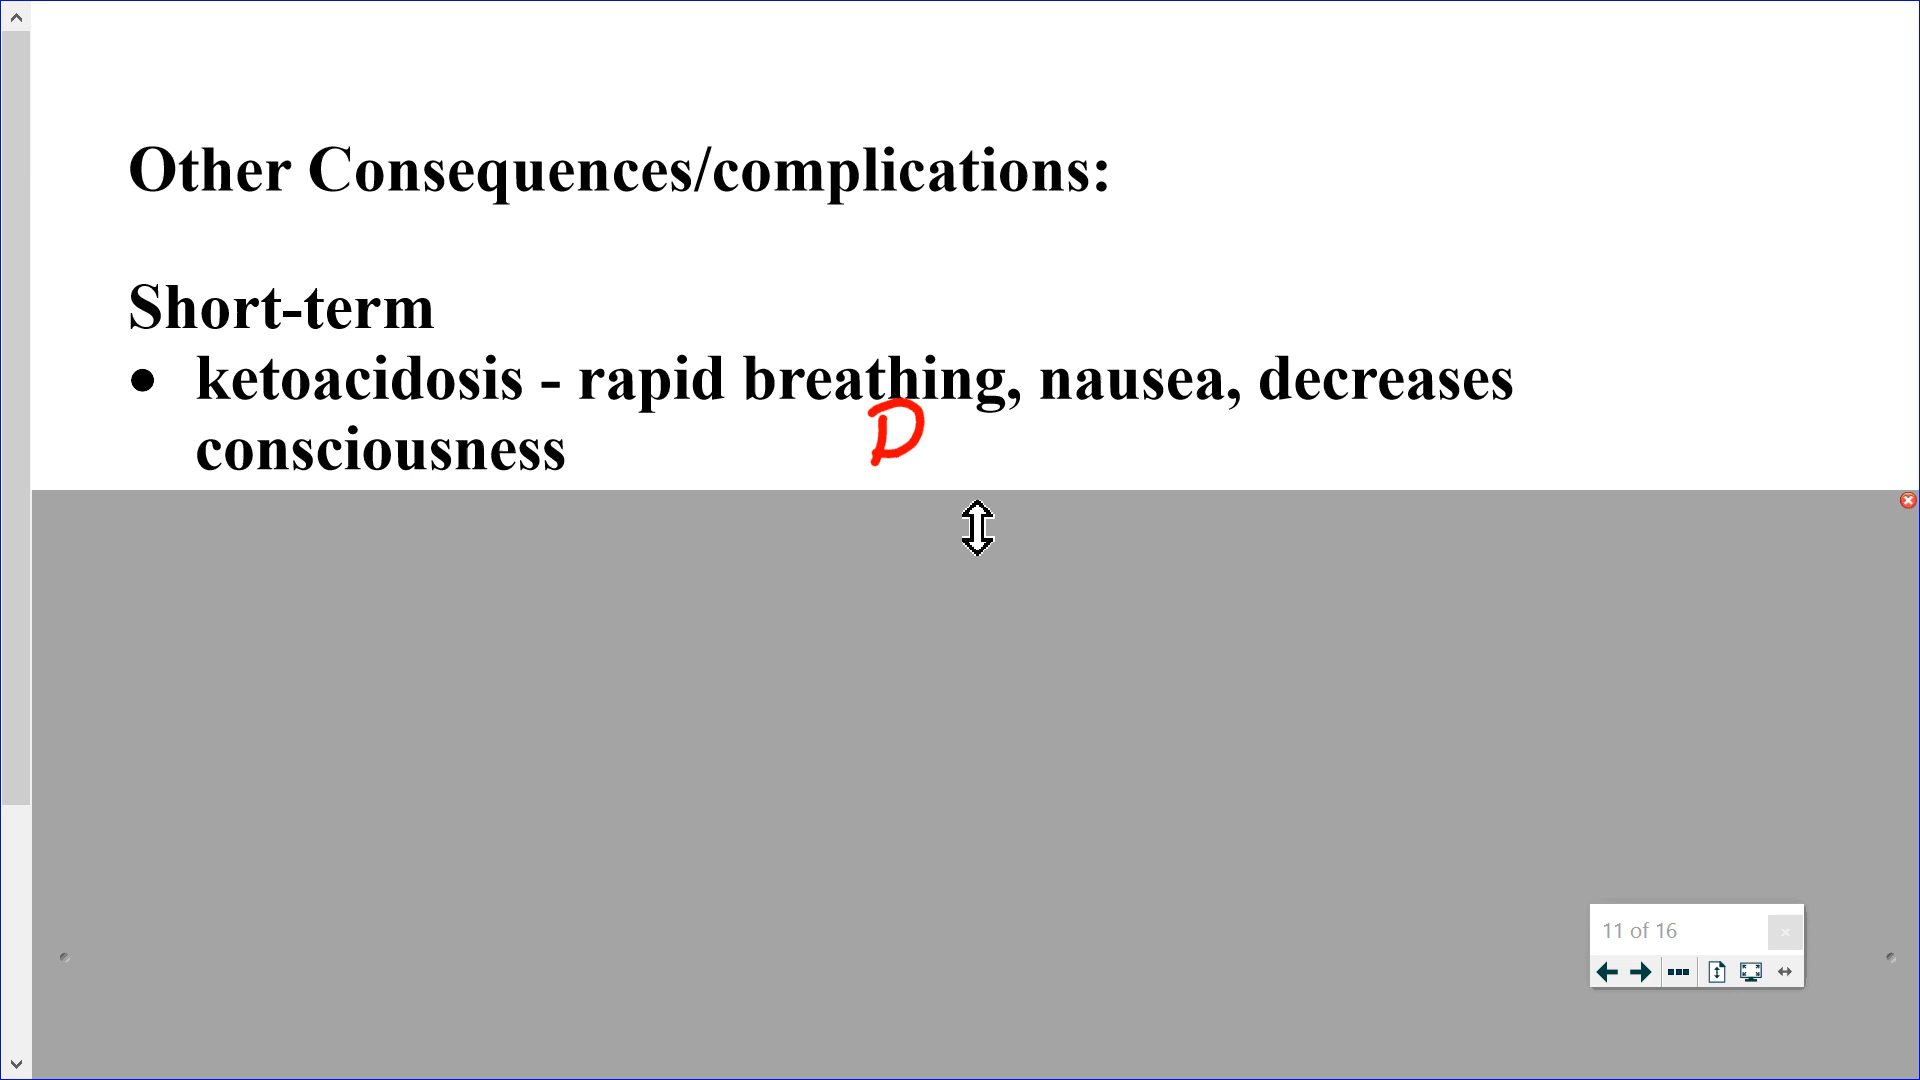 Other Consequences/complications:
Short-term
• ketoacidosis - rapid breathing, nausea, decreases
consciousness
D
11 of 16